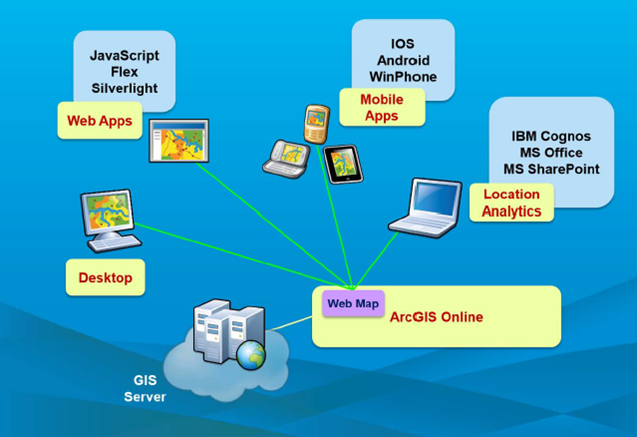 JavaScript
Flex
Silverlight
Web Apps
IOS
Android
WinPhone
Mobile
Apps
IBM Cognos
MS Office
MS SharePoint
Location
Analytics
Desktop
Web Map
ArcGIS Online
GIS
Server